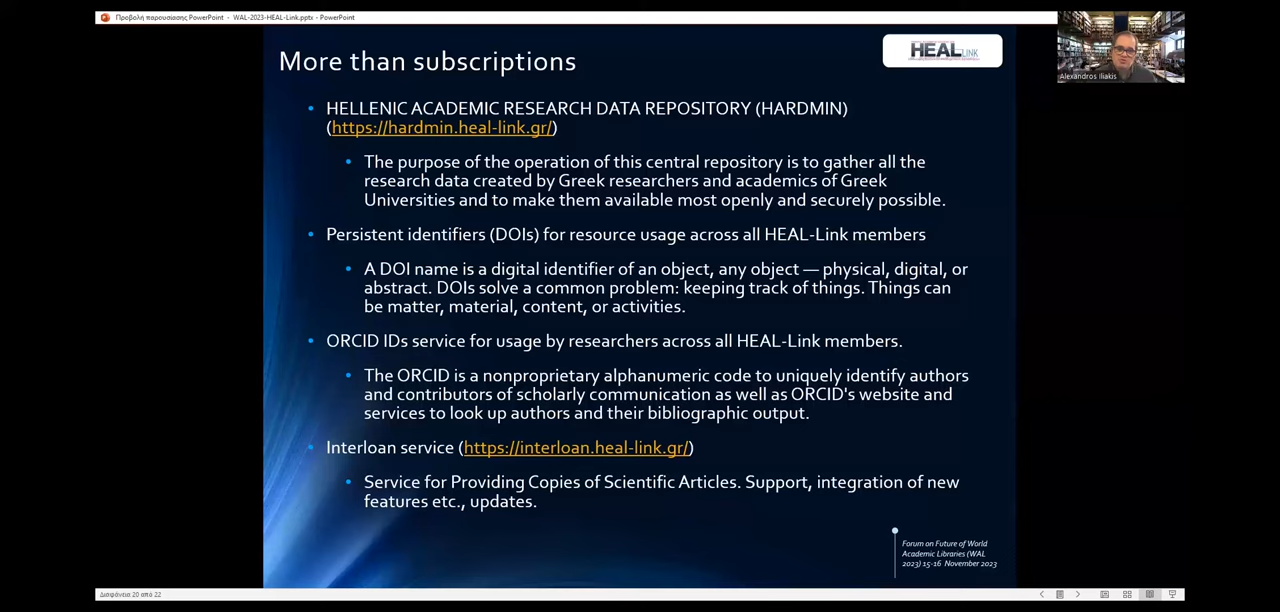 Προβολή παρουσίασης PowerPoint - WAL-2023-HEAL-Link.pptx - PowerPoint
More than subscriptions
HEAL LINK
Alexandros Iliakis
• HELLENIC ACADEMIC RESEARCH DATA REPOSITORY (HARDMIN)
(https://hardmin.heal-link.gr/)
• The purpose of the operation of this central repository is to gather all the
research data created by Greek researchers and academics of Greek
Universities and to make them available most openly and securely possible.
• Persistent identifiers (DOIs) for resource usage across all HEAL-Link members
• A DOI name is a digital identifier of an object, any object — physical, digital, or
abstract. DOIs solve a common problem: keeping track of things. Things can
be matter, material, content, or activities.
• ORCID IDs service for usage by researchers across all HEAL-Link members.
• The ORCID is a nonproprietary alphanumeric code to uniquely identify authors
and contributors of scholarly communication as well as ORCID's website and
services to look up authors and their bibliographic output.
• Interloan service (https://interloan.heal-link.gr/)
• Service for Providing Copies of Scientific Articles. Support, integration of new
features etc., updates.
Forum on Future of World
Academic Libraries (WAL
2023) 15-16 November 2023
Διαφάνεια 20 από 22